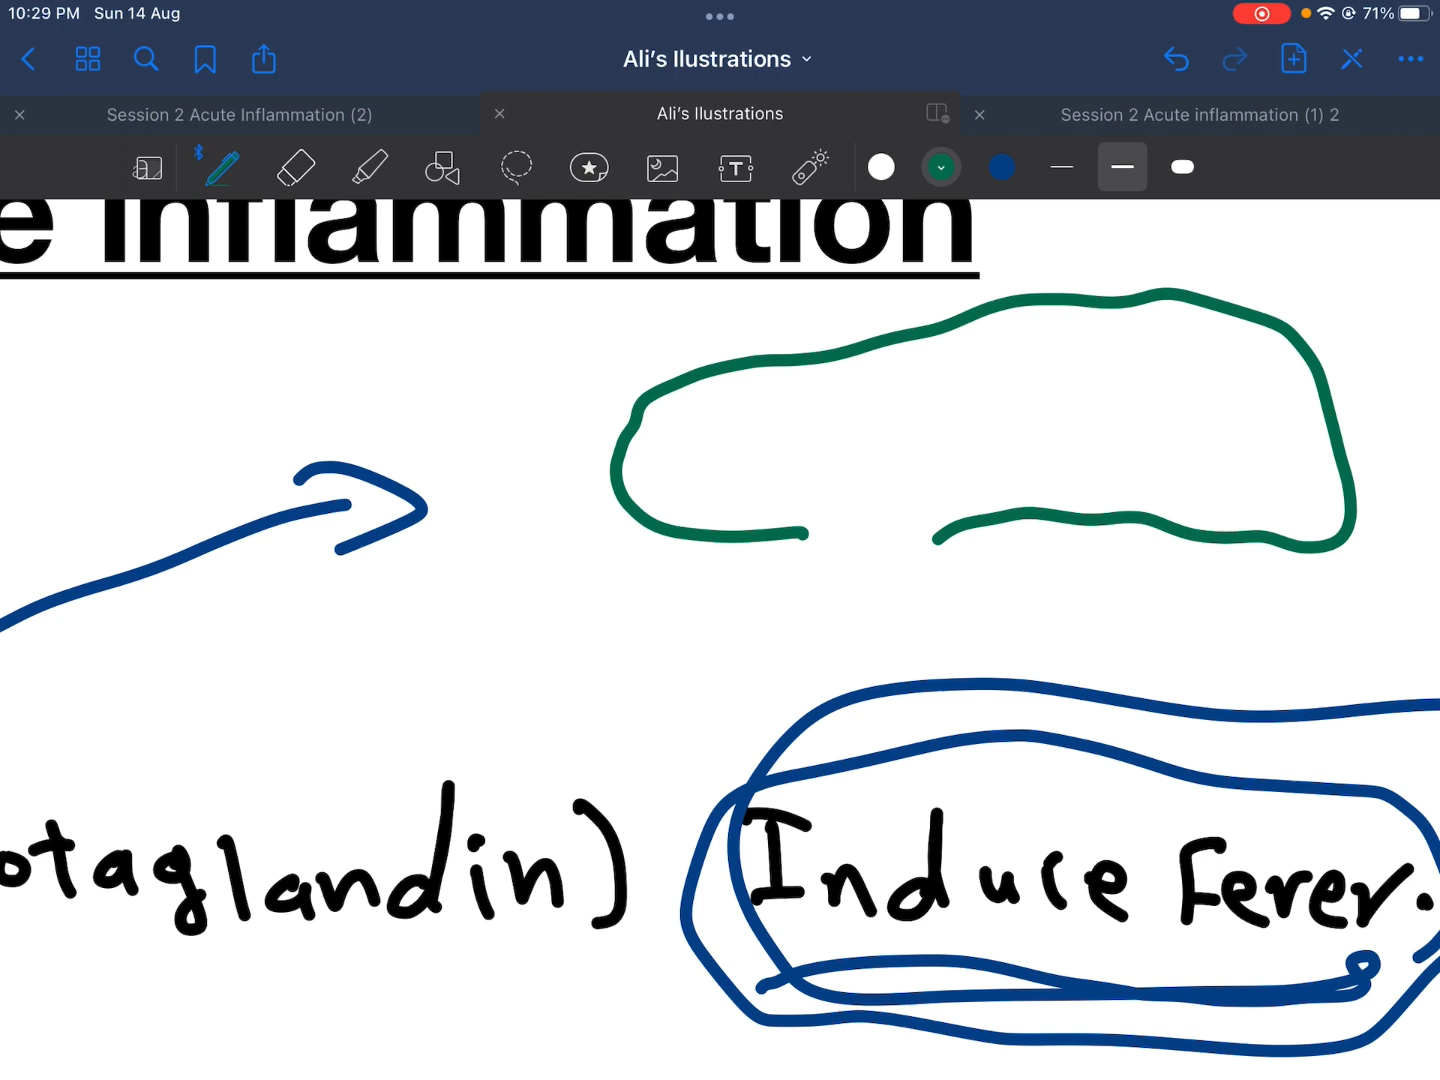 10:29 PM Sun 14 Aug 71%
Ali's Ilustrations
Session 2 Acute Inflammation (2)
Ali's Ilustrations
Session 2 Acute inflammation (1) 2
e Inflammation
otaglandin) Induce Fever.